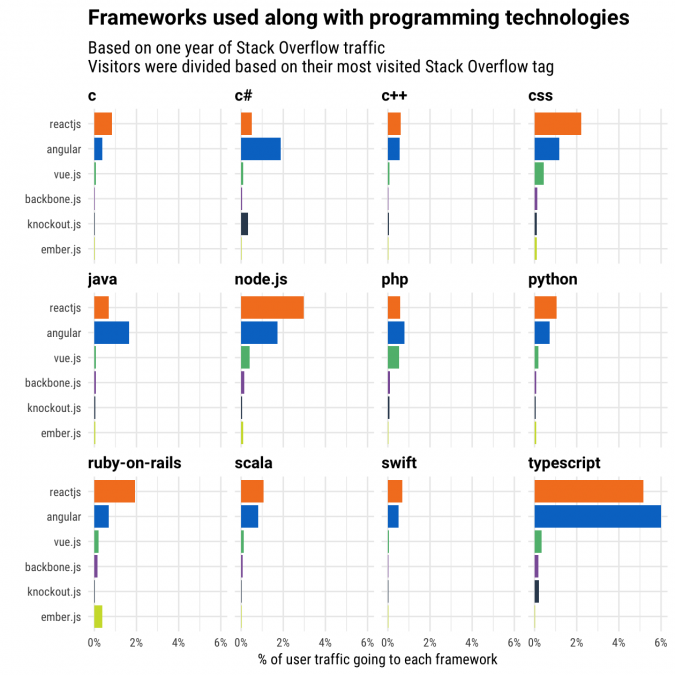 Frameworks used along with programming technologies
Based on one year of Stack Overflow traffic
Visitors were divided based on their most visited Stack Overflow tag
c c# c++ css
reactjs
angular
vue.js
backbone.js
knockout.js
ember.js
java node.js php python
reactjs
angular
vue.js
backbone.js
knockout.js
ember.js
ruby-on-rails scala swift typescript
reactjs
angular
vue.js
backbone.js
knockout.js
ember.js
0% 2% 4% 6% 0% 2% 4% 6% 0% 2% 4% 6% 0% 2% 4% 6%
% of user traffic going to each framework